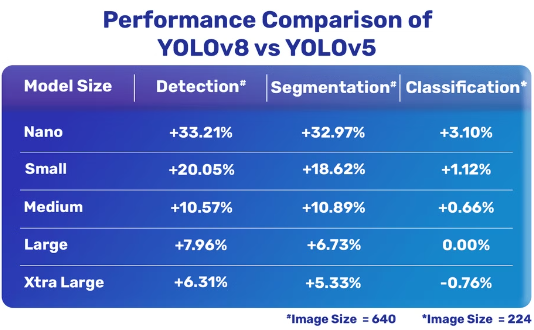 Performance Comparison of
YOLOv8 vs YOLOv5
Model Size Detection# Segmentation# Classification*
Nano +33.21% +32.97% +3.10%
Small +20.05% +18.62% +1.12%
Medium +10.57% +10.89% +0.66%
Large +7.96% +6.73% 0.00%
Xtra Large +6.31% +5.33% -0.76%
#Image Size = 640 *Image Size = 224